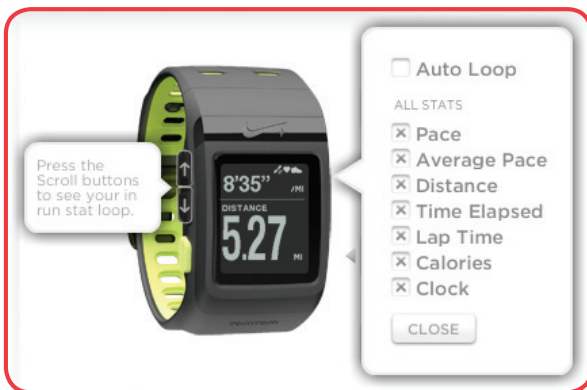 Press the
Scroll buttons
to see your in
run stat loop.
8'35" /MI
DISTANCE
5.27 MI
TOMTOM
Auto Loop
ALL STATS
Pace
Average Pace
Distance
Time Elapsed
Lap Time
Calories
Clock
CLOSE